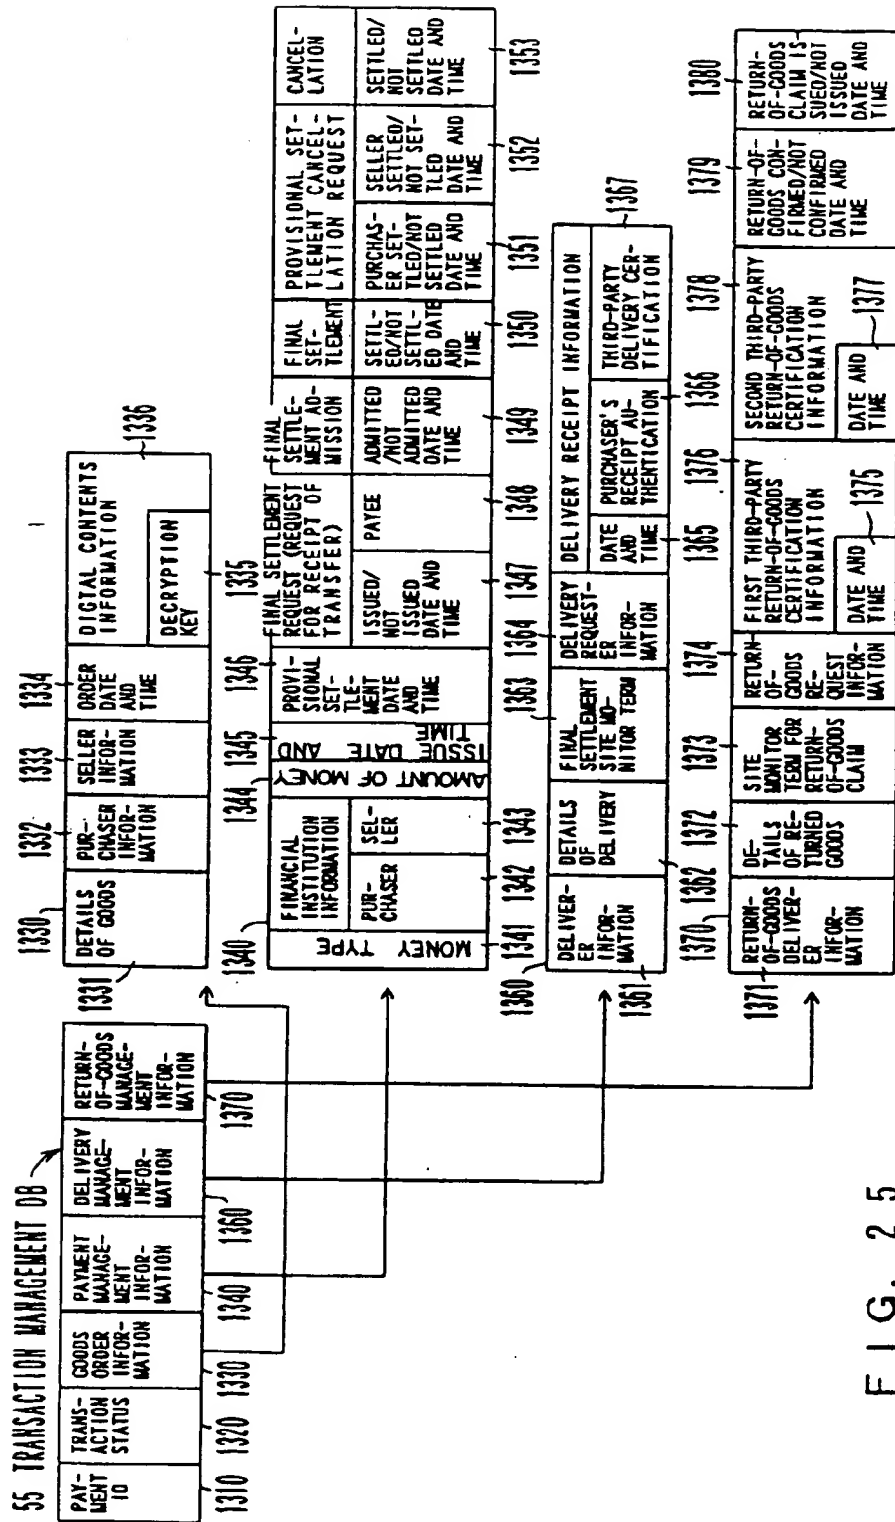 55 TRANSACTION MANAGEMENT DB
PAY-
MENT
ID
TRANS-
ACTION
STATUS
GOODS
ORDER
INFOR-
MATION
PAYMENT
MANAGE-
MENT
INFOR-
MATION
DELIVERY
MANAGE-
MENT
INFOR-
MATION
RETURN-
OF-GOODS
MANAGE-
MENT
INFOR-
MATION
1310
1320
1330
1340
1360
1370
1330
1332
1333
1334
DETAILS
OF GOODS
PUR-
CHASER
INFOR-
MATION
SELLER
INFOR-
MATION
ORDER
DATE
AND
TIME
DIGTAL CONTENTS
INFORMATION
DECRYPTION
KEY
1336
1331
1335
1340
1344
1345
1346
MONEY TYPE
FINANCIAL
INSTITUTION
INFORMATION
PUR-
CHASER
SEL-
LER
AMOUNT OF MONEY
ISSUE DATE AND
TIME
PROVI-
SIONAL
SET-
TLE-
MENT
DATE
AND
TIME
FINAL SETTLEMENT
REQUEST (REQUEST
FOR RECEIPT OF
TRANSFER)
ISSUED/
NOT
ISSUED
DATE AND
TIME
PAYEE
FINAL
SETTLE-
MENT AD-
MISSION
ADMITTED
/NOT
ADMITTED
DATE AND
TIME
FINAL
SET-
TLEMENT
SETTL-
ED/NOT
SETTL-
ED DATE
AND
TIME
PROVISIONAL SET-
TLEMENT CANCEL-
LATION REQUEST
PURCHAS-
ER SET-
TLED/NOT
SETTLED
DATE AND
TIME
SELLER
SETTLED/
NOT SET-
TLED
DATE AND
TIME
CANCEL-
LATION
SETTLED/
NOT
SETTLED
DATE AND
TIME
1341
1342
1343
1347
1348
1349
1350
1351
1352
1353
1360
1363
1364
DELIVER-
ER
INFOR-
MATION
DETAILS
OF
DELIVERY
FINAL
SETTLEMENT
SITE MO-
NITOR TERM
DELIVERY
REQUEST-
ER
INFOR-
MATION
DELIVERY RECEIPT INFORMATION
DATE
AND
TIME
PURCHASER'S
RECEIPT AU-
THENTICATION
THIRD-PARTY
DELIVERY CER-
TIFICATION
1367
1361
1362
1365
1366
1370
1372
1373
1374
1376
1378
1379
1380
RETURN-
OF-GOODS
DELIVER-
ER
INFOR-
MATION
DE-
TAILS
OF RE-
TURNED
GOODS
SITE
MONITOR
TERM FOR
RETURN-
OF-GOODS
CLAIM
RETURN-
OF-
GOODS
RE-
QUEST
INFOR-
MATION
FIRST THIRD-PARTY
RETURN-OF-GOODS
CERTIFICATION
INFORMATION
DATE AND
TIME
1375
SECOND THIRD-PARTY
RETURN-OF-GOODS
CERTIFICATION
INFORMATION
DATE AND
TIME
1377
RETURN-OF-
GOODS CON-
FIRMED/NOT
CONFIRMED
DATE AND
TIME
RETURN-
OF-GOODS
CLAIM IS
SUED/NOT
ISSUED
DATE AND
TIME
1371
FIG. 25